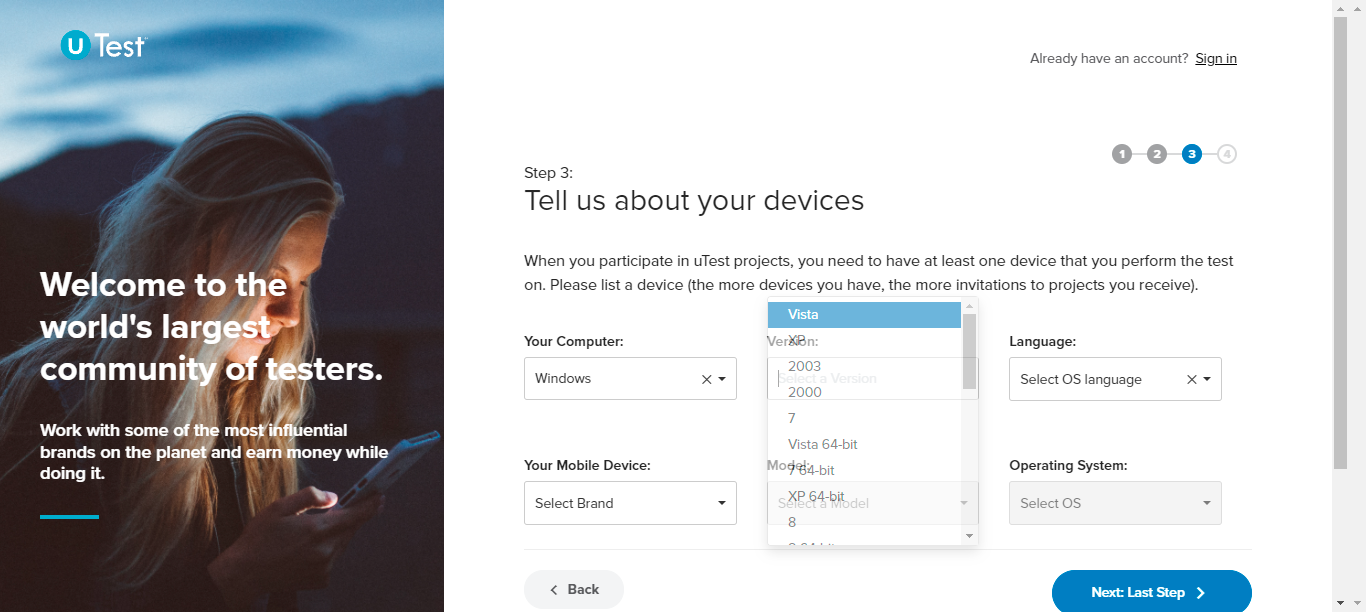 U Test
Already have an account? Sign in
1 2 3 4
Step 3:
Tell us about your devices
When you participate in uTest projects, you need to have at least one device that you perform the test
on. Please list a device (the more devices you have, the more invitations to projects you receive).
Welcome to the
world's largest
community of testers.
Work with some of the most influential
brands on the planet and earn money while
doing it.
Your Computer:
Windows
Version:
Select a Version
Vista
XP
2003
2000
7
Vista 64-bit
7 64-bit
XP 64-bit
8
8 64-bit
Language:
Select OS language
Your Mobile Device:
Select Brand
Model:
Select a Model
Operating System:
Select OS
Back
Next: Last Step